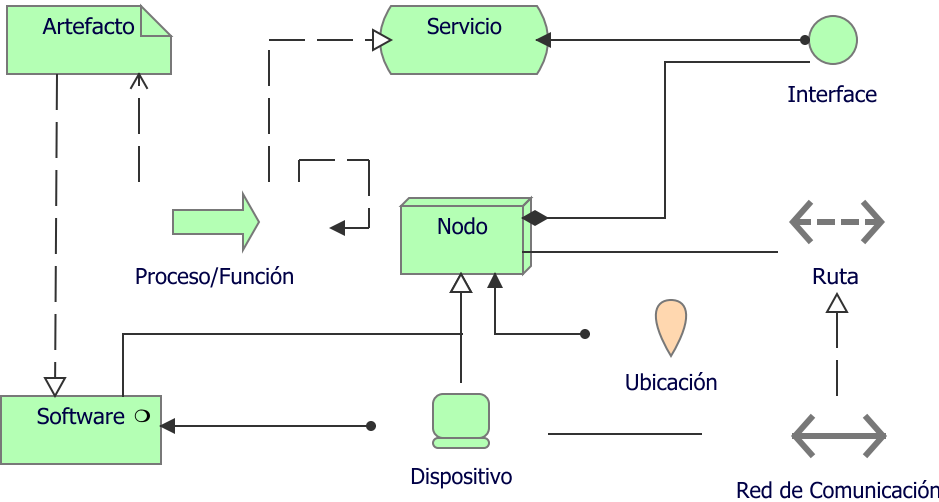 Artefacto
Servicio
Interface
Nodo
Proceso/Función
Ruta
Ubicación
Software
Dispositivo
Red de Comunicación